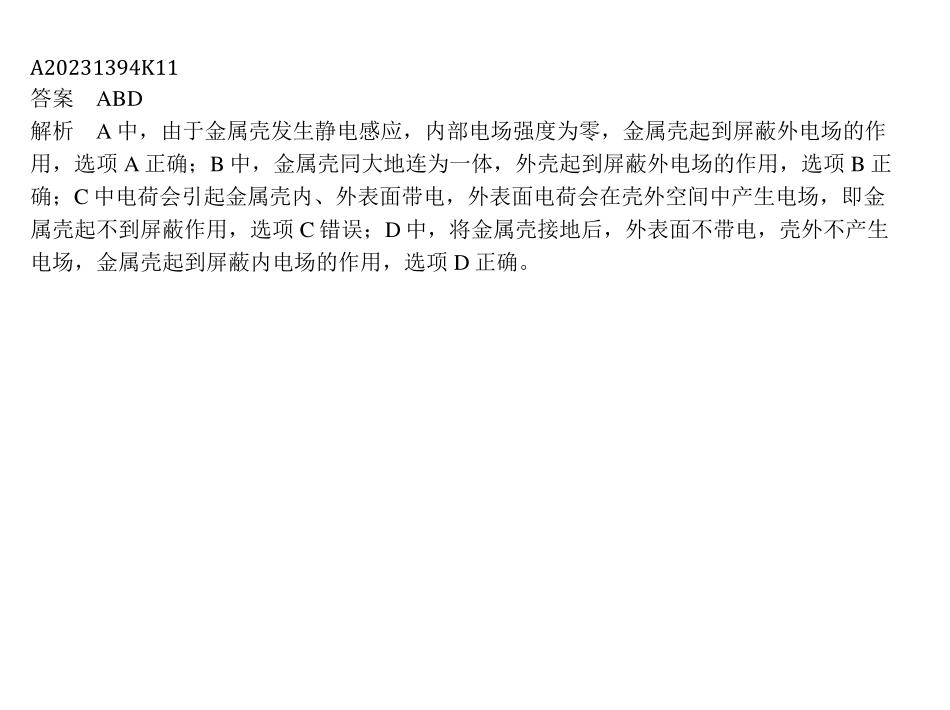 A20231394K11
答案　ABD
解析　A 中，由于金属壳发生静电感应，内部电场强度为零，金属壳起到屏蔽外电场的作
用，选项 A 正确；B 中，金属壳同大地连为一体，外壳起到屏蔽外电场的作用，选项 B 正
确；C 中电荷会引起金属壳内、外表面带电，外表面电荷会在壳外空间中产生电场，即金
属壳起不到屏蔽作用，选项 C 错误；D 中，将金属壳接地后，外表面不带电，壳外不产生
电场，金属壳起到屏蔽内电场的作用，选项 D 正确。